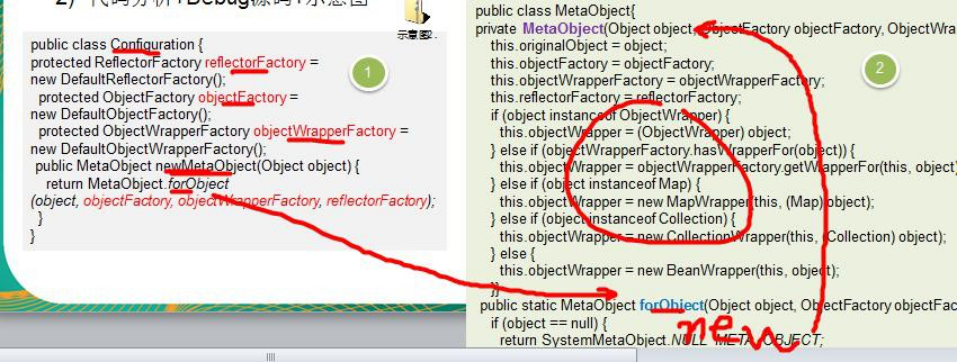 2) 代码分析+Debug源码+示意图
示意图2.
public class Configuration {
protected ReflectorFactory reflectorFactory =
new DefaultReflectorFactory();
protected ObjectFactory objectFactory =
new DefaultObjectFactory();
protected ObjectWrapperFactory objectWrapperFactory =
new DefaultObjectWrapperFactory();
public MetaObject newMetaObject(Object object) {
return MetaObject.forObject
(object, objectFactory, objectWrapperFactory, reflectorFactory);
}
}
1
public class MetaObject{
private MetaObject(Object object, ObjectFactory objectFactory, ObjectWra
this.originalObject = object;
this.objectFactory = objectFactory;
this.objectWrapperFactory = objectWrapperFactory;
this.reflectorFactory = reflectorFactory;
if (object instanceof ObjectWrapper) {
this.objectWrapper = (ObjectWrapper) object;
} else if (objectWrapperFactory.hasWrapperFor(object)) {
this.objectWrapper = objectWrapperFactory.getWrapperFor(this, object)
} else if (object instanceof Map) {
this.objectWrapper = new MapWrapper(this, (Map) object);
} else if (object instanceof Collection) {
this.objectWrapper = new CollectionWrapper(this, (Collection) object);
} else {
this.objectWrapper = new BeanWrapper(this, object);
}}
public static MetaObject forObject(Object object, ObjectFactory objectFac
if (object == null) {
return SystemMetaObject.NULL_META_OBJECT;
2
new